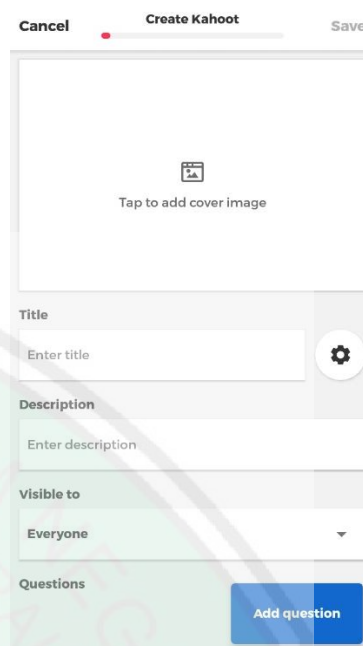 Cancel Create Kahoot Save
Tap to add cover image
Title
Enter title
Description
Enter description
Visible to
Everyone
Questions
Add question